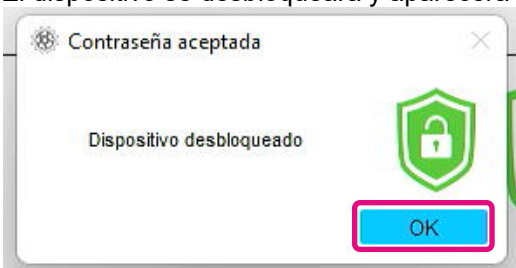 El dispositivo se desbloqueará y aparecerá
Contraseña aceptada
Dispositivo desbloqueado
OK